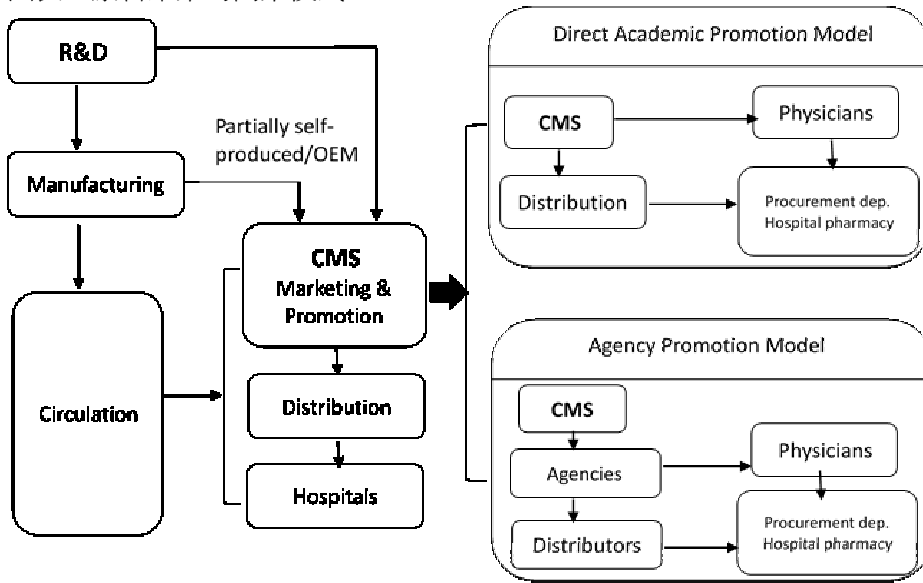 R&D
Partially self-
produced/OEM
Manufacturing
CMS
Marketing &
Promotion
Circulation
Distribution
Hospitals
Direct Academic Promotion Model
CMS
Physicians
Distribution
Procurement dep.
Hospital pharmacy
Agency Promotion Model
CMS
Agencies
Physicians
Distributors
Procurement dep.
Hospital pharmacy